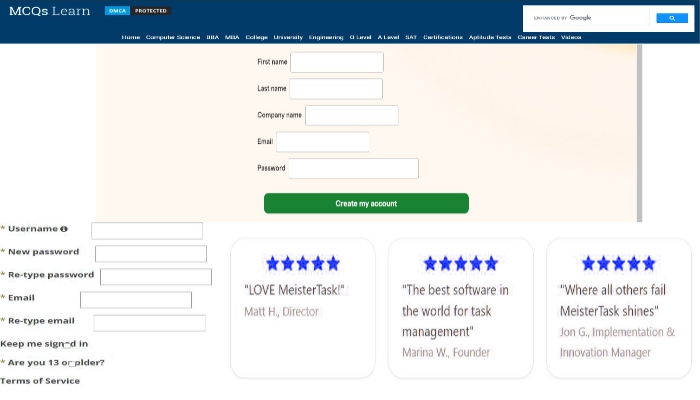 MCQs Learn
DMCA PROTECTED
ENHANCED BY Google
Home Computer Science BBA MBA College University Engineering O Level A Level SAT Certifications Aptitude Tests Career Tests Videos
First name
Last name
Company name
Email
Password
Create my account
* Username
* New password
* Re-type password
* Email
* Re-type email
Keep me signed in
* Are you 13 or older?
Terms of Service
"LOVE MeisterTask!"
Matt H., Director
"The best software in
the world for task
management"
Marina W., Founder
"Where all others fail
MeisterTask shines"
Jon G., Implementation &
Innovation Manager